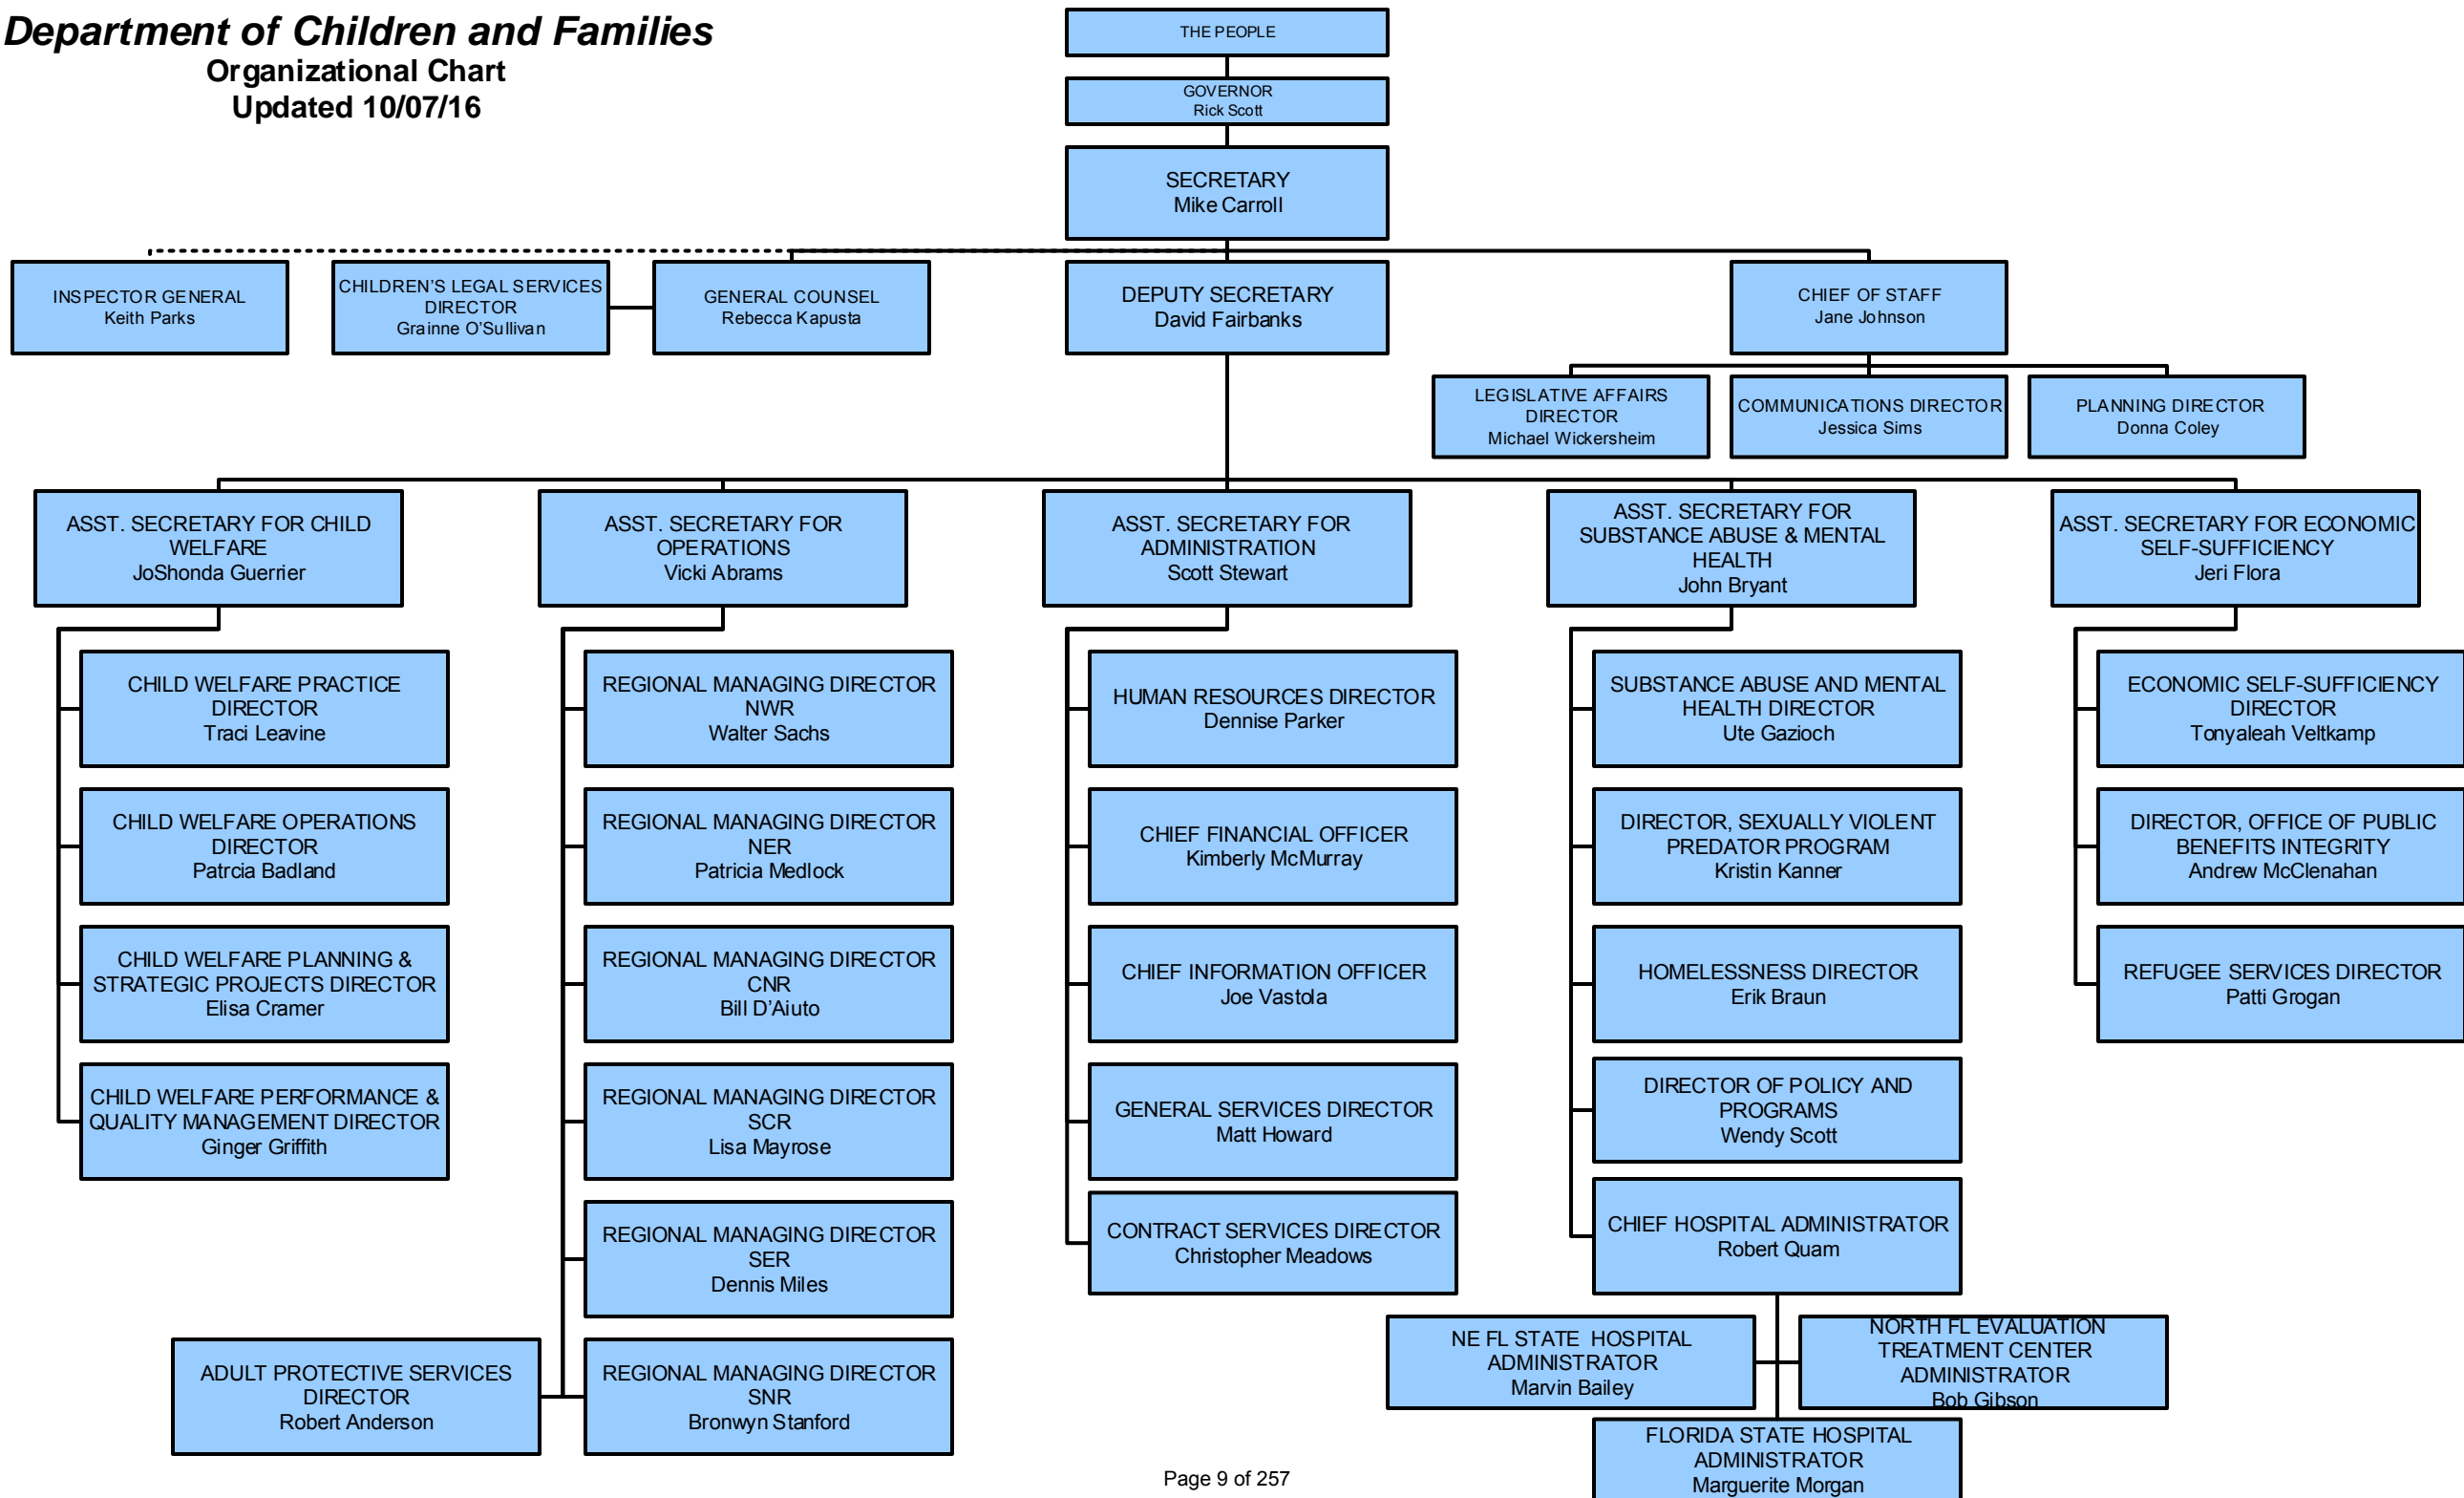 Department of Children and Families
Organizational Chart
Updated 10/07/16
THE PEOPLE
GOVERNOR
Rick Scott
SECRETARY
Mike Carroll
INSPECTOR GENERAL
Keith Parks
CHILDREN'S LEGAL SERVICES
DIRECTOR
Grainne O'Sullivan
GENERAL COUNSEL
Rebecca Kapusta
DEPUTY SECRETARY
David Fairbanks
CHIEF OF STAFF
Jane Johnson
LEGISLATIVE AFFAIRS
DIRECTOR
Michael Wickersheim
COMMUNICATIONS DIRECTOR
Jessica Sims
PLANNING DIRECTOR
Donna Coley
ASST. SECRETARY FOR CHILD
WELFARE
JoShonda Guerrier
ASST. SECRETARY FOR
OPERATIONS
Vicki Abrams
ASST. SECRETARY FOR
ADMINISTRATION
Scott Stewart
ASST. SECRETARY FOR
SUBSTANCE ABUSE & MENTAL
HEALTH
John Bryant
ASST. SECRETARY FOR ECONOMIC
SELF-SUFFICIENCY
Jeri Flora
CHILD WELFARE PRACTICE
DIRECTOR
Traci Leavine
CHILD WELFARE OPERATIONS
DIRECTOR
Patrcia Badland
CHILD WELFARE PLANNING &
STRATEGIC PROJECTS DIRECTOR
Elisa Cramer
CHILD WELFARE PERFORMANCE &
QUALITY MANAGEMENT DIRECTOR
Ginger Griffith
REGIONAL MANAGING DIRECTOR
NWR
Walter Sachs
REGIONAL MANAGING DIRECTOR
NER
Patricia Medlock
REGIONAL MANAGING DIRECTOR
CNR
Bill D'Aiuto
REGIONAL MANAGING DIRECTOR
SCR
Lisa Mayrose
REGIONAL MANAGING DIRECTOR
SER
Dennis Miles
ADULT PROTECTIVE SERVICES
DIRECTOR
Robert Anderson
REGIONAL MANAGING DIRECTOR
SNR
Bronwyn Stanford
HUMAN RESOURCES DIRECTOR
Dennise Parker
CHIEF FINANCIAL OFFICER
Kimberly McMurray
CHIEF INFORMATION OFFICER
Joe Vastola
GENERAL SERVICES DIRECTOR
Matt Howard
CONTRACT SERVICES DIRECTOR
Christopher Meadows
SUBSTANCE ABUSE AND MENTAL
HEALTH DIRECTOR
Ute Gazioch
DIRECTOR, SEXUALLY VIOLENT
PREDATOR PROGRAM
Kristin Kanner
HOMELESSNESS DIRECTOR
Erik Braun
DIRECTOR OF POLICY AND
PROGRAMS
Wendy Scott
CHIEF HOSPITAL ADMINISTRATOR
Robert Quam
NE FL STATE HOSPITAL
ADMINISTRATOR
Marvin Bailey
NORTH FL EVALUATION
TREATMENT CENTER
ADMINISTRATOR
Bob Gibson
FLORIDA STATE HOSPITAL
ADMINISTRATOR
Marguerite Morgan
ECONOMIC SELF-SUFFICIENCY
DIRECTOR
Tonyaleah Veltkamp
DIRECTOR, OFFICE OF PUBLIC
BENEFITS INTEGRITY
Andrew McClenahan
REFUGEE SERVICES DIRECTOR
Patti Grogan
Page 9 of 257